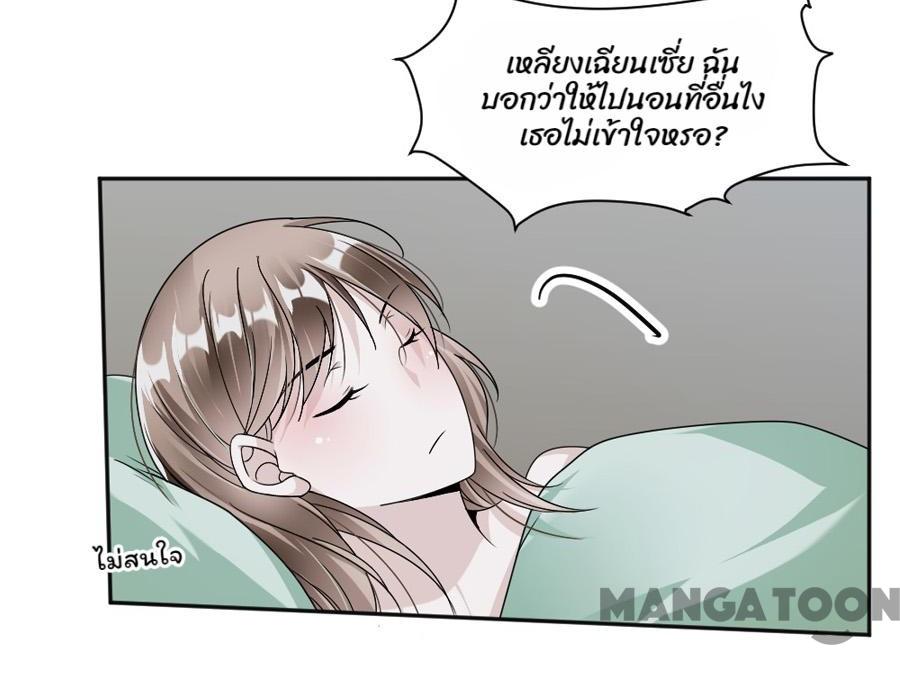 เหลียงเฉียนเซี่ย ฉัน
บอกว่าให้ไปนอนที่อื่นไง
เธอไม่เข้าใจหรอ?
ไม่สนใจ
MANGATOON